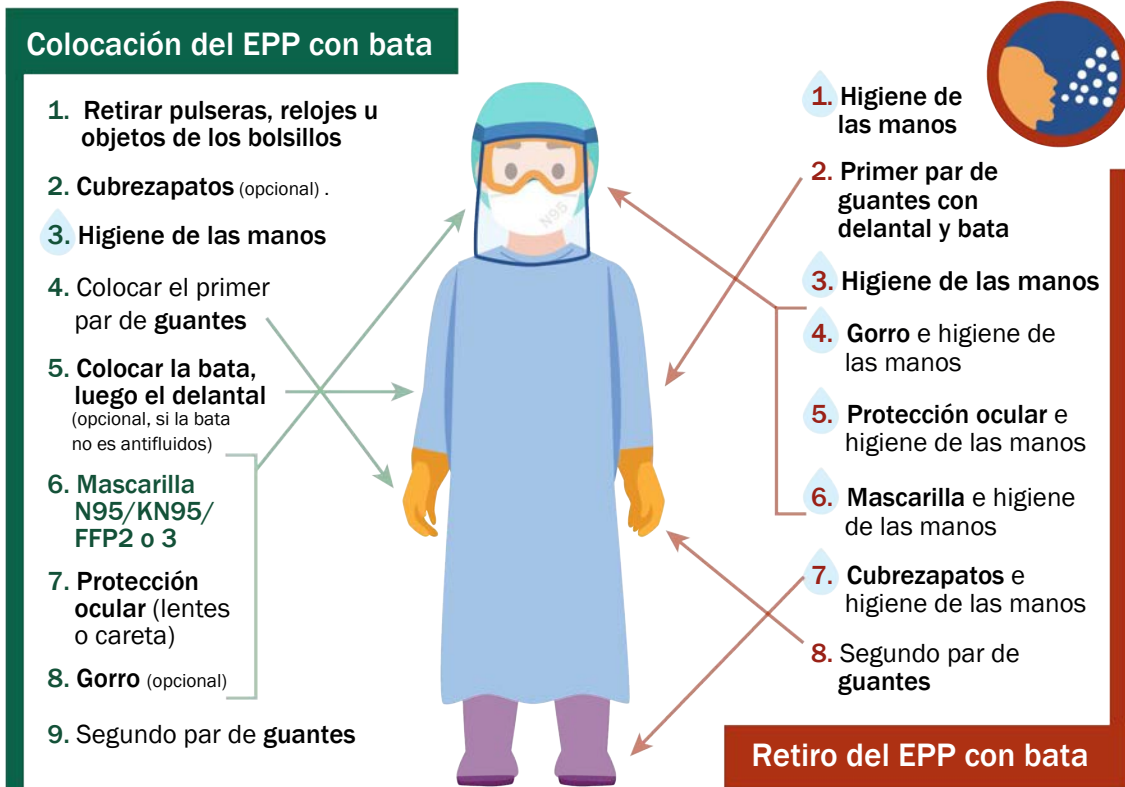 Colocación del EPP con bata
1. Retirar pulseras, relojes u
objetos de los bolsillos
2. Cubrezapatos (opcional) .
3. Higiene de las manos
4. Colocar el primer
par de guantes
5. Colocar la bata,
luego el delantal
(opcional, si la bata
no es antifluidos)
6. Mascarilla
N95/KN95/
FFP2 o 3
7. Protección
ocular (lentes
o careta)
8. Gorro (opcional)
9. Segundo par de guantes
N95
1. Higiene de
las manos
2. Primer par de
guantes con
delantal y bata
3. Higiene de las manos
4. Gorro e higiene de
las manos
5. Protección ocular e
higiene de las manos
6. Mascarilla e higiene
de las manos
7. Cubrezapatos e
higiene de las manos
8. Segundo par de
guantes
Retiro del EPP con bata